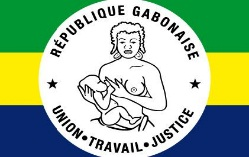 RÉPUBLIQUE GABONAISE
UNION • TRAVAIL • JUSTICE